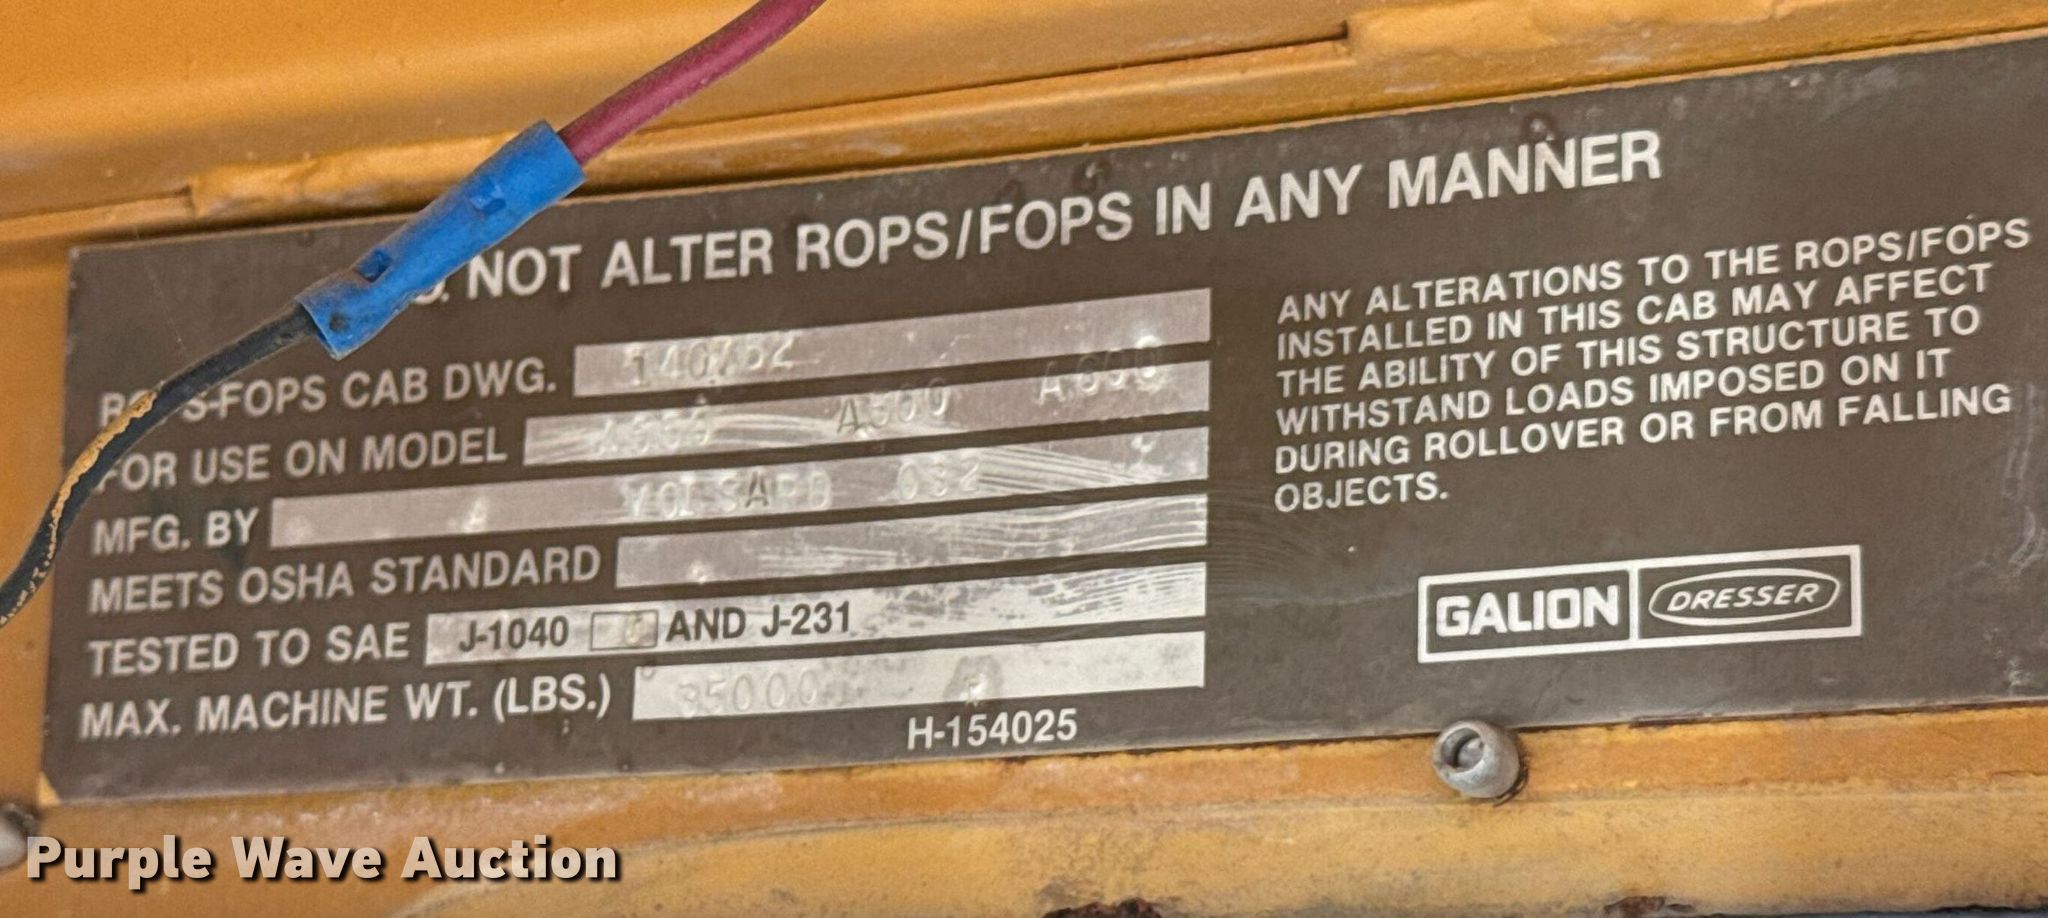 NOT ALTER ROPS/FOPS IN ANY MANNER
CAB DWG.
FOR USE ON MODEL A550 A500 A600
MFG. BY
MEETS OSHA STANDARD
TESTED TO SAE J-1040 C AND J-231
MAX. MACHINE WT. (LBS.)
H-154025
ANY ALTERATIONS TO THE ROPS/FOPS
INSTALLED IN THIS CAB MAY AFFECT
THE ABILITY OF THIS STRUCTURE TO
WITHSTAND LOADS IMPOSED ON IT
DURING ROLLOVER OR FROM FALLING
OBJECTS.
GALION DRESSER
Purple Wave Auction